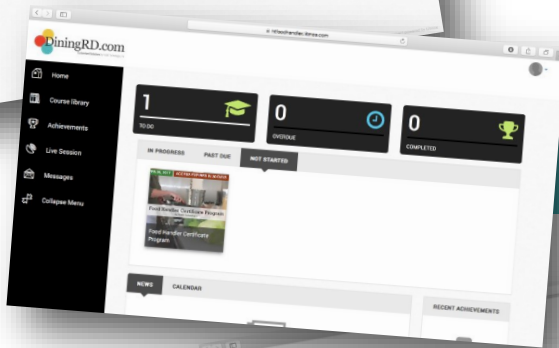 DiningRD.com
Home
Course library
Achievements
Live Session
Messages
Collapse Menu
1
TO DO
0
OVERDUE
0
COMPLETED
IN PROGRESS
PAST DUE
NOT STARTED
Food Handler Certificate Program
Food Handler Certificate
Program
NEWS
CALENDAR
RECENT ACHIEVEMENTS